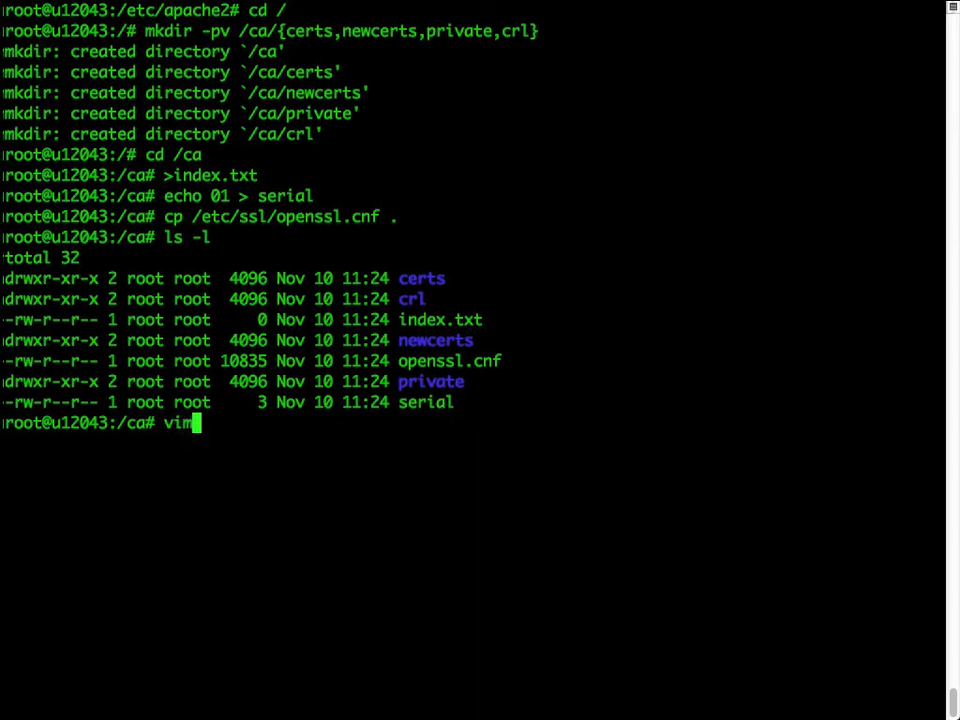 root@u12043:/etc/apache2# cd /
root@u12043:/# mkdir -pv /ca/{certs,newcerts,private,crl}
mkdir: created directory `/ca'
mkdir: created directory `/ca/certs'
mkdir: created directory `/ca/newcerts'
mkdir: created directory `/ca/private'
mkdir: created directory `/ca/crl'
root@u12043:/# cd /ca
root@u12043:/ca# >index.txt
root@u12043:/ca# echo 01 > serial
root@u12043:/ca# cp /etc/ssl/openssl.cnf .
root@u12043:/ca# ls -l
total 32
drwxr-xr-x 2 root root  4096 Nov 10 11:24 certs
drwxr-xr-x 2 root root  4096 Nov 10 11:24 crl
-rw-r--r-- 1 root root     0 Nov 10 11:24 index.txt
drwxr-xr-x 2 root root  4096 Nov 10 11:24 newcerts
-rw-r--r-- 1 root root 10835 Nov 10 11:24 openssl.cnf
drwxr-xr-x 2 root root  4096 Nov 10 11:24 private
-rw-r--r-- 1 root root     3 Nov 10 11:24 serial
root@u12043:/ca# vim